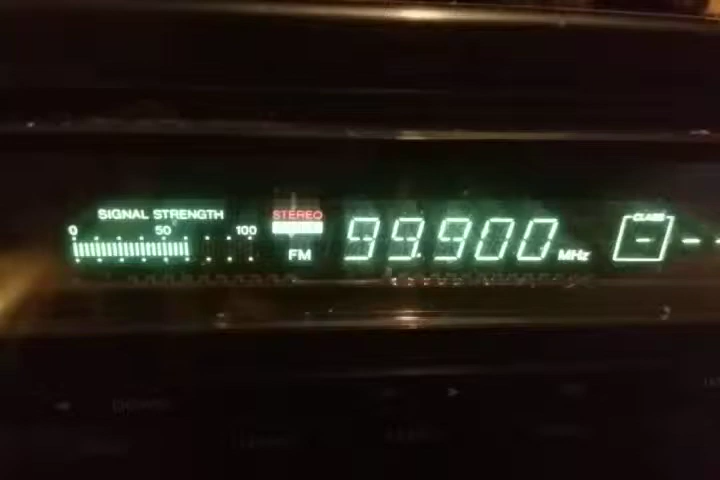 SIGNAL STRENGTH
0 50 100
STEREO
FM
99.900 MHz
CLASS
- -